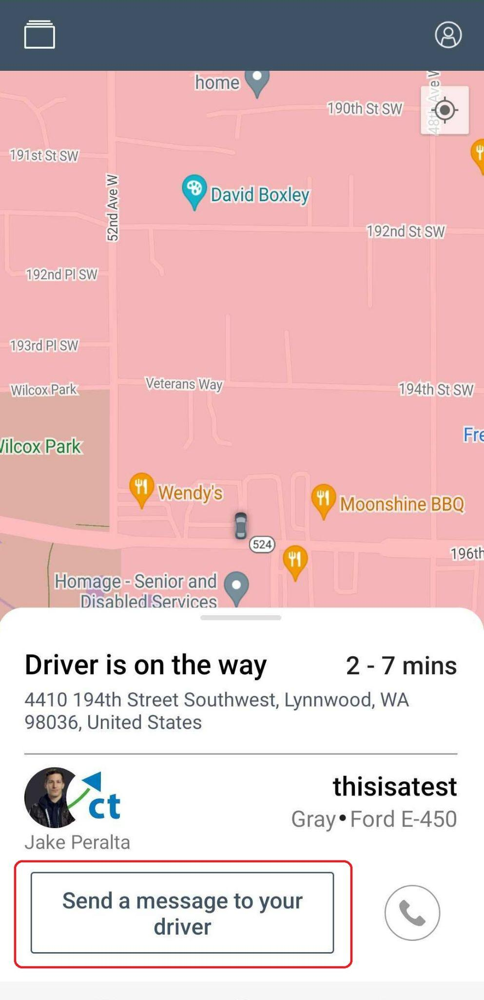 home
190th St SW
48th Ave W
191st St SW
52nd Ave W
David Boxley
192nd St SW
192nd Pl SW
193rd Pl SW
Wilcox Park
Veterans Way
194th St SW
Fre
Vilcox Park
Wendy's
Moonshine BBQ
524
196th
Homage - Senior and
Disabled Services
Driver is on the way
2 - 7 mins
4410 194th Street Southwest, Lynnwood, WA
98036, United States
ct
thisisatest
Gray•Ford E-450
Jake Peralta
Send a message to your
driver